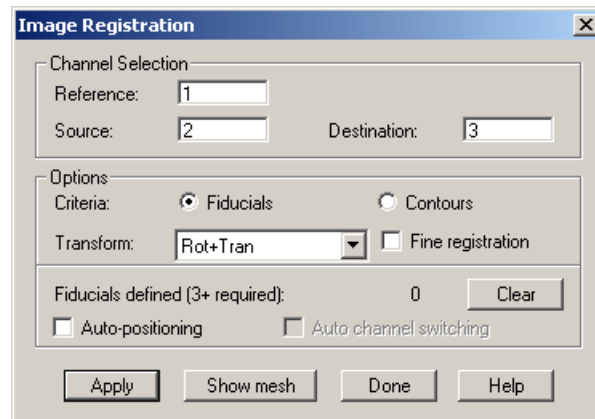 Image Registration
Channel Selection
Reference: 1
Source: 2 Destination: 3
Options
Criteria: Fiducials Contours
Transform: Rot+Tran Fine registration
Fiducials defined (3+ required): 0 Clear
Auto-positioning Auto channel switching
Apply Show mesh Done Help